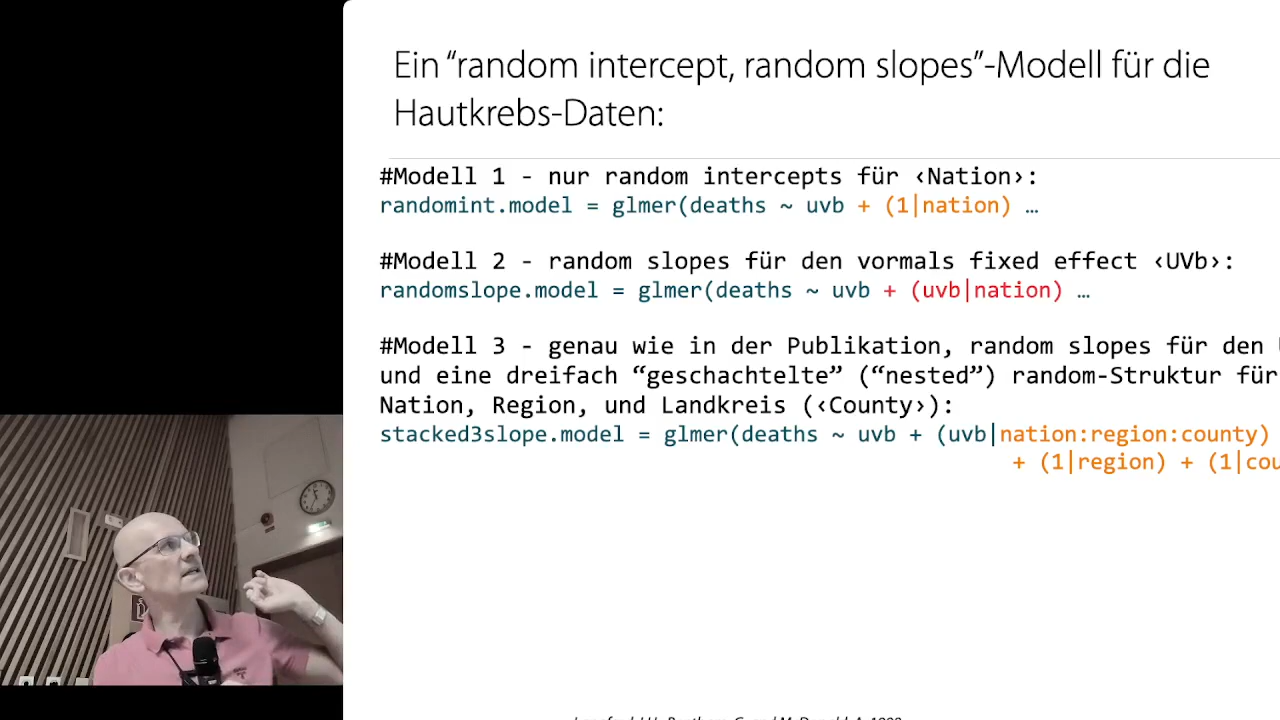 Ein “random intercept, random slopes”-Modell für die
Hautkrebs-Daten:
#Modell 1 - nur random intercepts für ‹Nation›:
randomint.model = glmer(deaths ~ uvb + (1|nation) …
#Modell 2 - random slopes für den vormals fixed effect ‹UVb›:
randomslope.model = glmer(deaths ~ uvb + (uvb|nation) …
#Modell 3 - genau wie in der Publikation, random slopes für den
und eine dreifach “geschachtelte” (“nested”) random-Struktur für
Nation, Region, und Landkreis (‹County›):
stacked3slope.model = glmer(deaths ~ uvb + (uvb|nation:region:county)
+ (1|region) + (1|cou